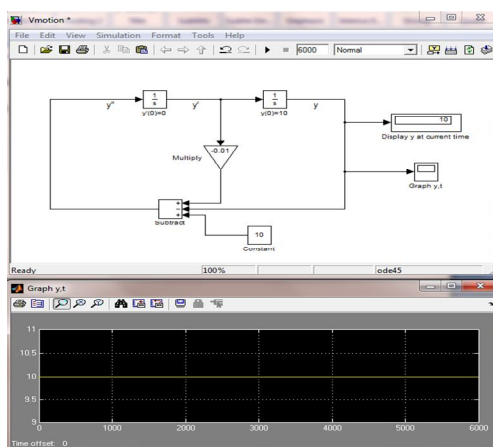 Vmotion *
File Edit View Simulation Format Tools Help
6000 Normal
y" 1 y' 1 y
s s
y'(0)=0 y(0)=10
10
Display y at current time
-0.01
Multiply
Graph y,t
+
−
+
Subtract
10
Constant
Ready 100% ode45
Graph y,t
11
10.5
10
9.5
9
0 1000 2000 3000 4000 5000 6000
Time offset: 0